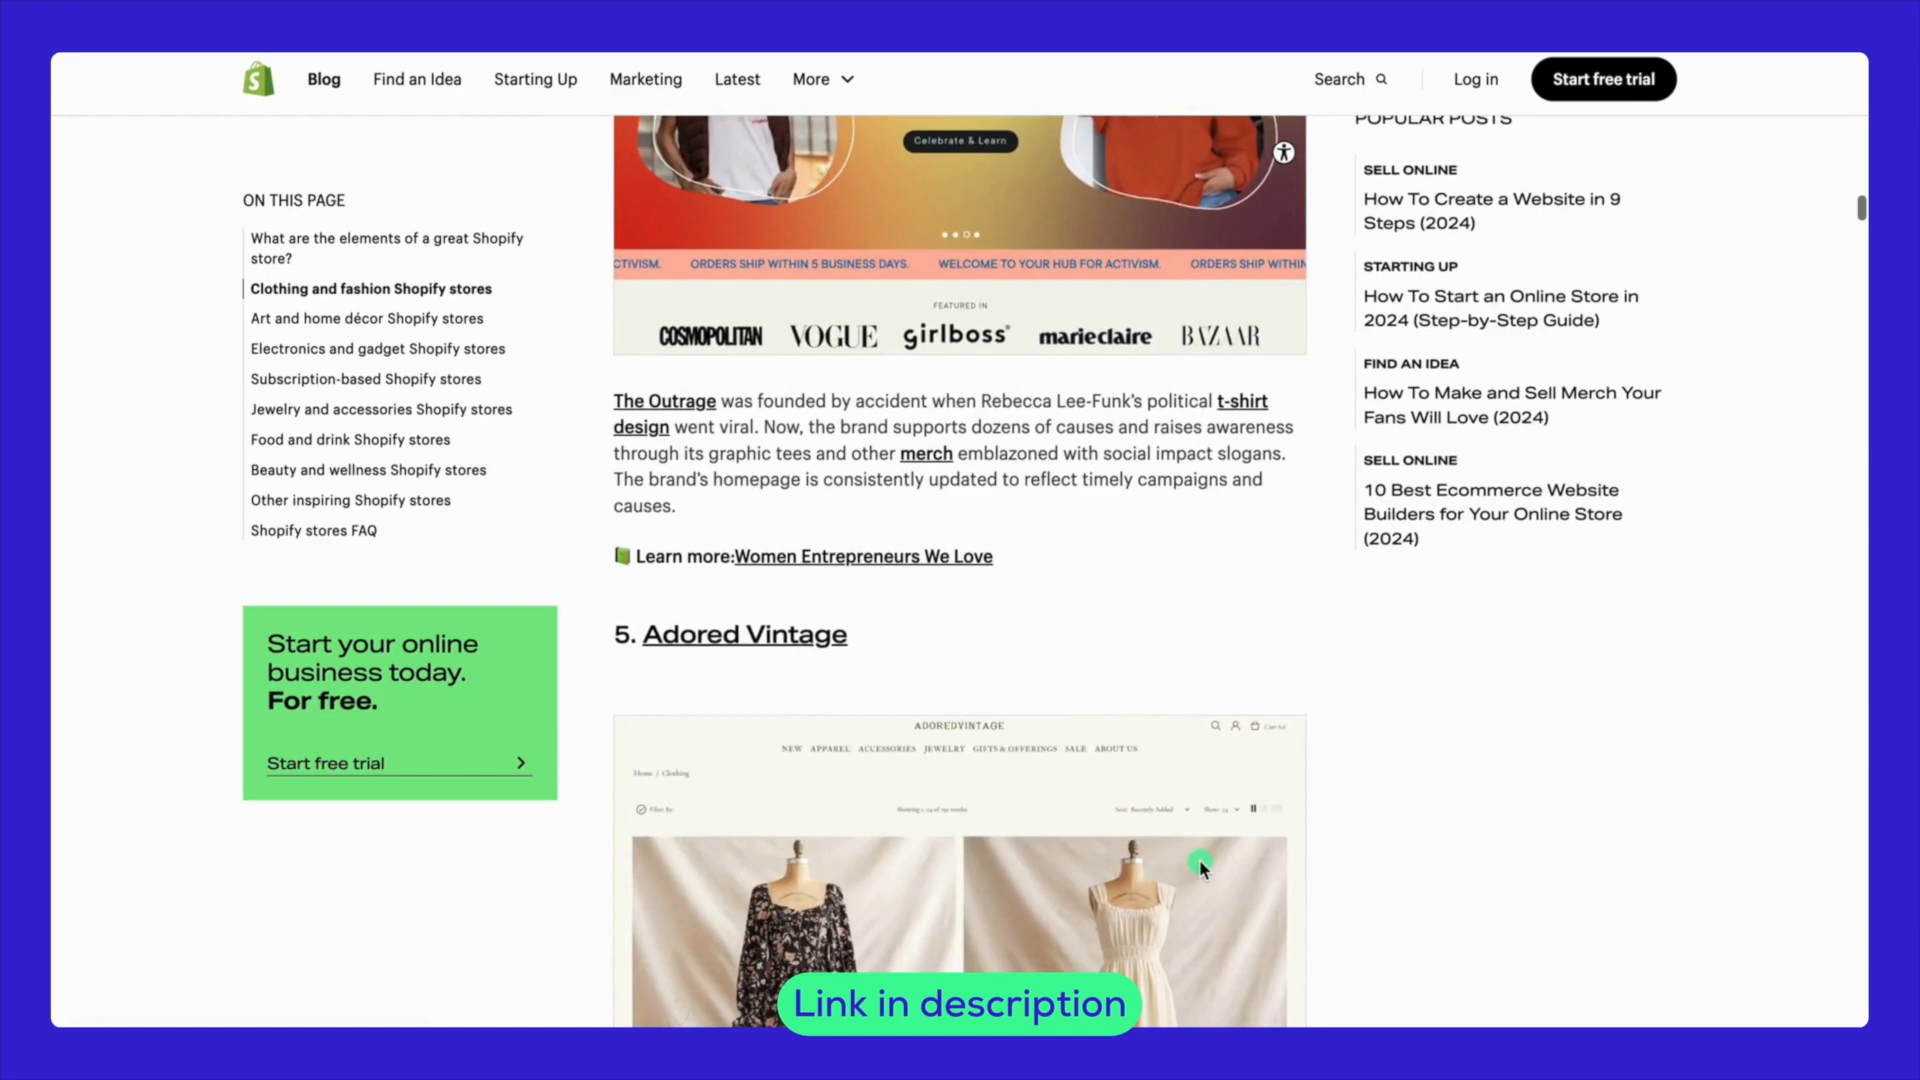 Blog
Find an Idea
Starting Up
Marketing
Latest
More
Search
Log in
Start free trial
ON THIS PAGE
What are the elements of a great Shopify
store?
Clothing and fashion Shopify stores
Art and home décor Shopify stores
Electronics and gadget Shopify stores
Subscription-based Shopify stores
Jewelry and accessories Shopify stores
Food and drink Shopify stores
Beauty and wellness Shopify stores
Other inspiring Shopify stores
Shopify stores FAQ
Start your online
business today.
For free.
Start free trial
Celebrate & Learn
CTIVISM. ORDERS SHIP WITHIN 5 BUSINESS DAYS. WELCOME TO YOUR HUB FOR ACTIVISM. ORDERS SHIP WITHIN
FEATURED IN
COSMOPOLITAN VOGUE girlboss marie claire BAZAAR
The Outrage was founded by accident when Rebecca Lee-Funk's political t-shirt
design went viral. Now, the brand supports dozens of causes and raises awareness
through its graphic tees and other merch emblazoned with social impact slogans.
The brand's homepage is consistently updated to reflect timely campaigns and
causes.
Learn more:Women Entrepreneurs We Love
5. Adored Vintage
ADOREDVINTAGE
NEW APPAREL ACCESSORIES JEWELRY GIFTS & OFFERINGS SALE ABOUT US
Home / Clothing
Filter By:
Sort: Recently Added
Show: 24
POPULAR POSTS
SELL ONLINE
How To Create a Website in 9
Steps (2024)
STARTING UP
How To Start an Online Store in
2024 (Step-by-Step Guide)
FIND AN IDEA
How To Make and Sell Merch Your
Fans Will Love (2024)
SELL ONLINE
10 Best Ecommerce Website
Builders for Your Online Store
(2024)
Link in description